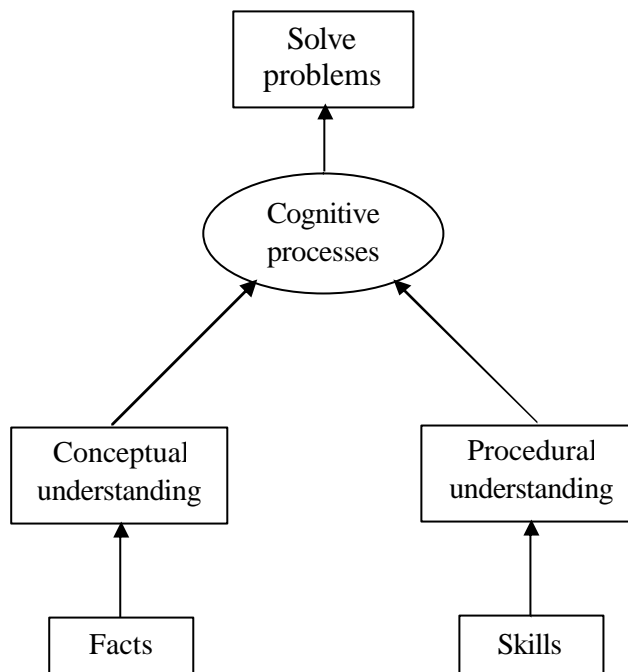 Solve
problems
Cognitive
processes
Conceptual
understanding
Procedural
understanding
Facts
Skills